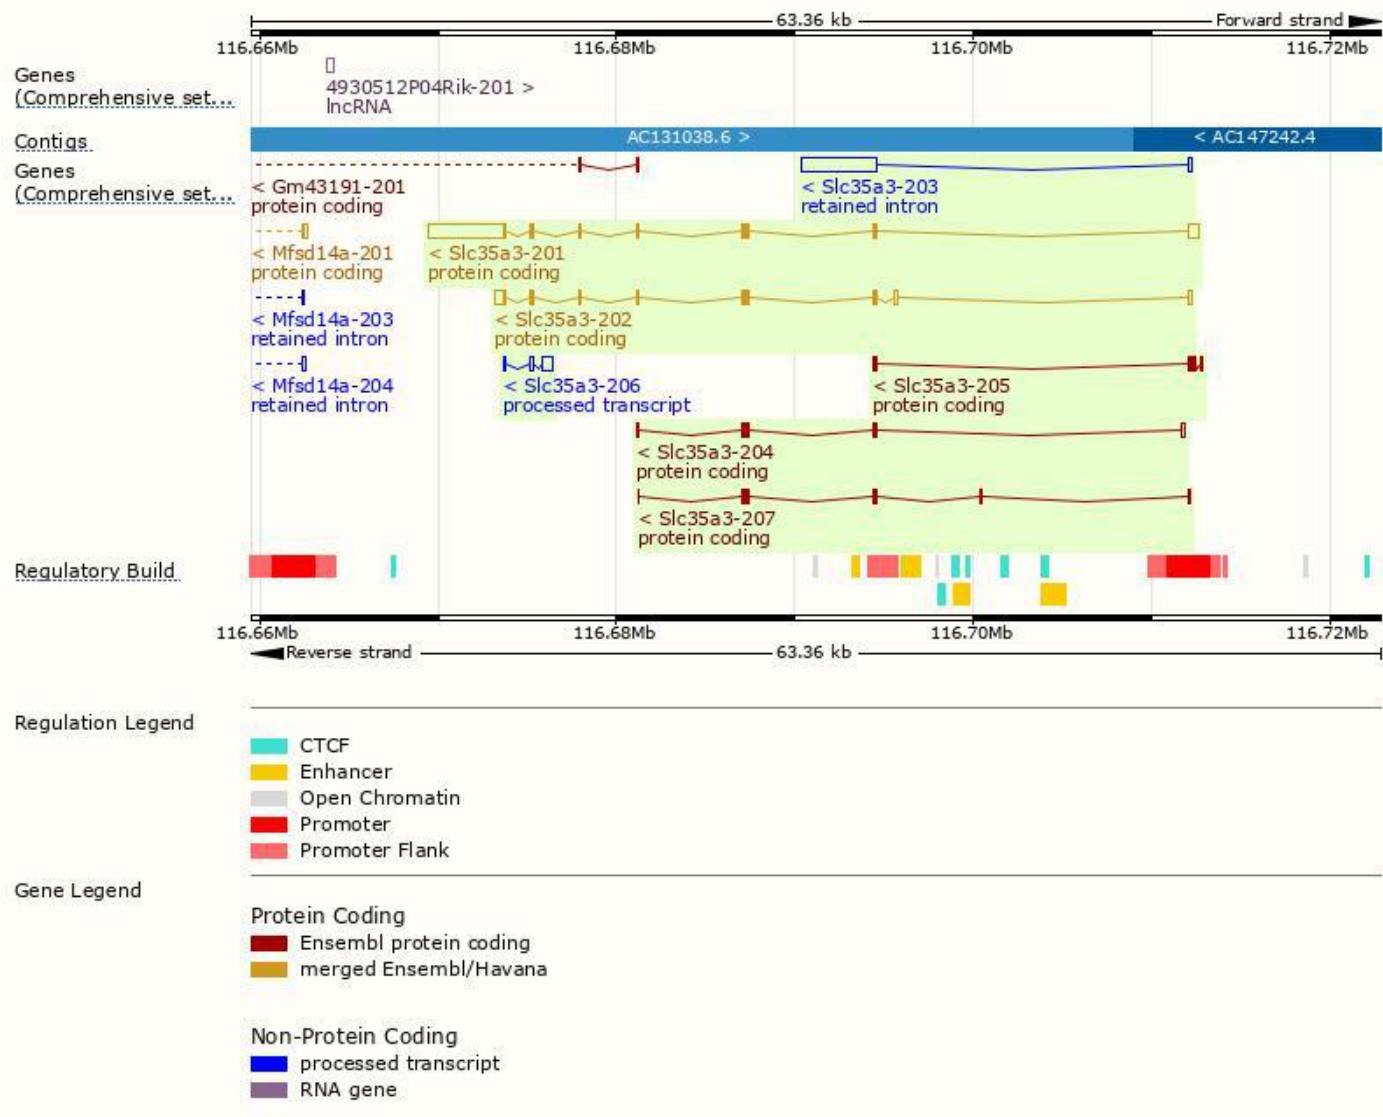 63.36 kb Forward strand
116.66Mb 116.68Mb 116.70Mb 116.72Mb
Genes
(Comprehensive set...
4930512P04Rik-201 >
lncRNA
Contigs
AC131038.6 > < AC147242.4
Genes
(Comprehensive set...
< Gm43191-201 < Slc35a3-203
protein coding retained intron
< Mfsd14a-201 < Slc35a3-201
protein coding protein coding
< Mfsd14a-203 < Slc35a3-202
retained intron protein coding
< Mfsd14a-204 < Slc35a3-206 < Slc35a3-205
retained intron processed transcript protein coding
< Slc35a3-204
protein coding
< Slc35a3-207
protein coding
Regulatory Build
116.66Mb 116.68Mb 116.70Mb 116.72Mb
Reverse strand 63.36 kb
Regulation Legend
CTCF
Enhancer
Open Chromatin
Promoter
Promoter Flank
Gene Legend
Protein Coding
Ensembl protein coding
merged Ensembl/Havana
Non-Protein Coding
processed transcript
RNA gene